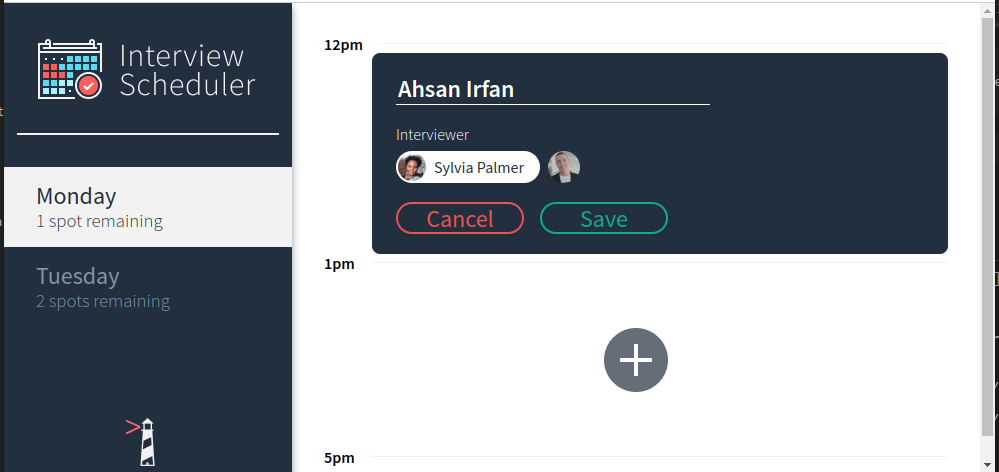 Interview
Scheduler
Monday
1 spot remaining
Tuesday
2 spots remaining
12pm
Ahsan Irfan
Interviewer
Sylvia Palmer
Cancel
Save
1pm
5pm